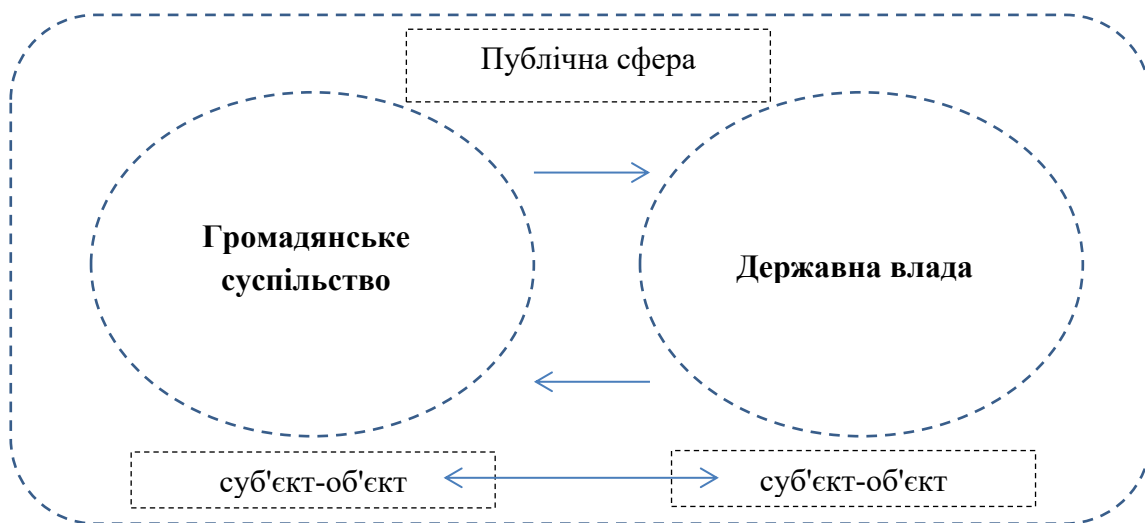 Публічна сфера
Громадянське
суспільство
Державна влада
суб'єкт-об'єкт
суб'єкт-об'єкт